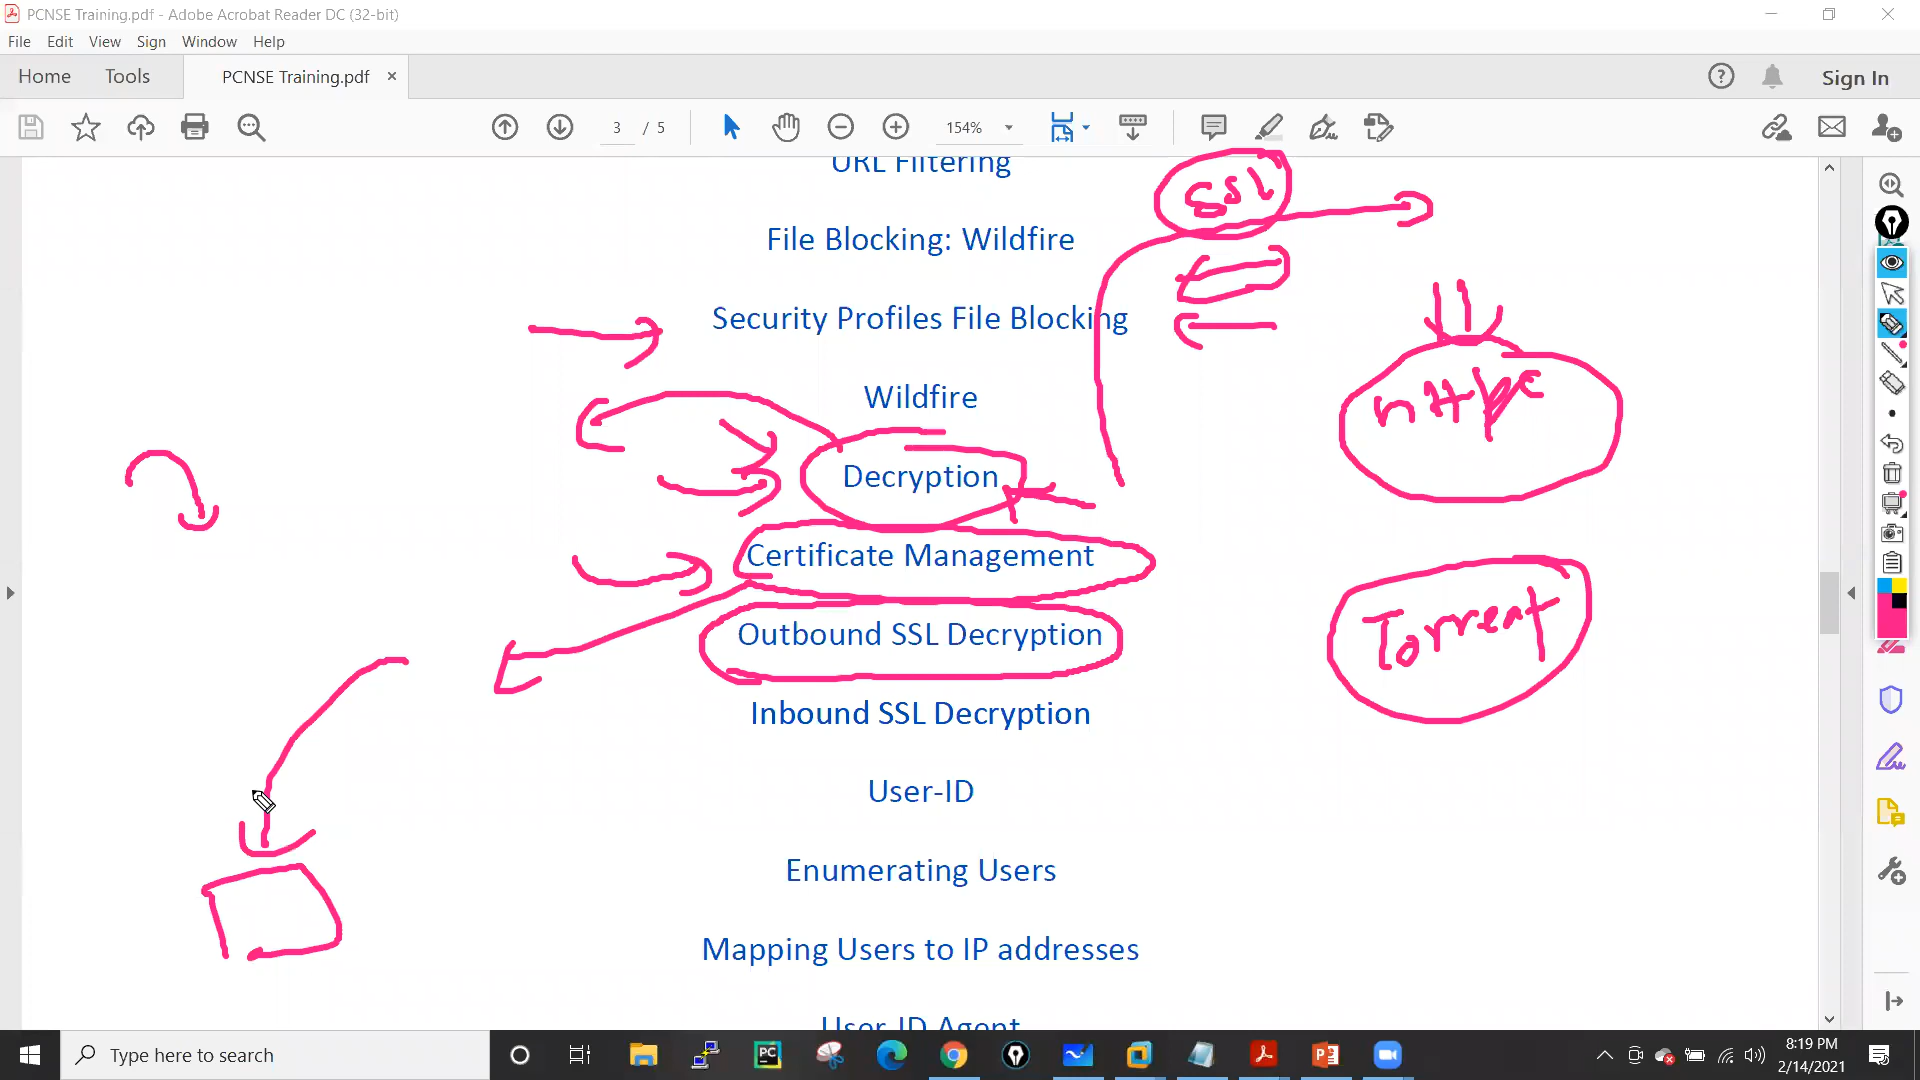 PCNSE Training.pdf - Adobe Acrobat Reader DC (32-bit)
File Edit View Sign Window Help
Home Tools PCNSE Training.pdf × Sign In
3 / 5 154%
URL Filtering
SSL
File Blocking: Wildfire
Security Profiles File Blocking
Wildfire
Decryption
Certificate Management
Outbound SSL Decryption
Torrent
Inbound SSL Decryption
User-ID
Enumerating Users
Mapping Users to IP addresses
User-ID Agent
Type here to search
PC
8:19 PM
2/14/2021